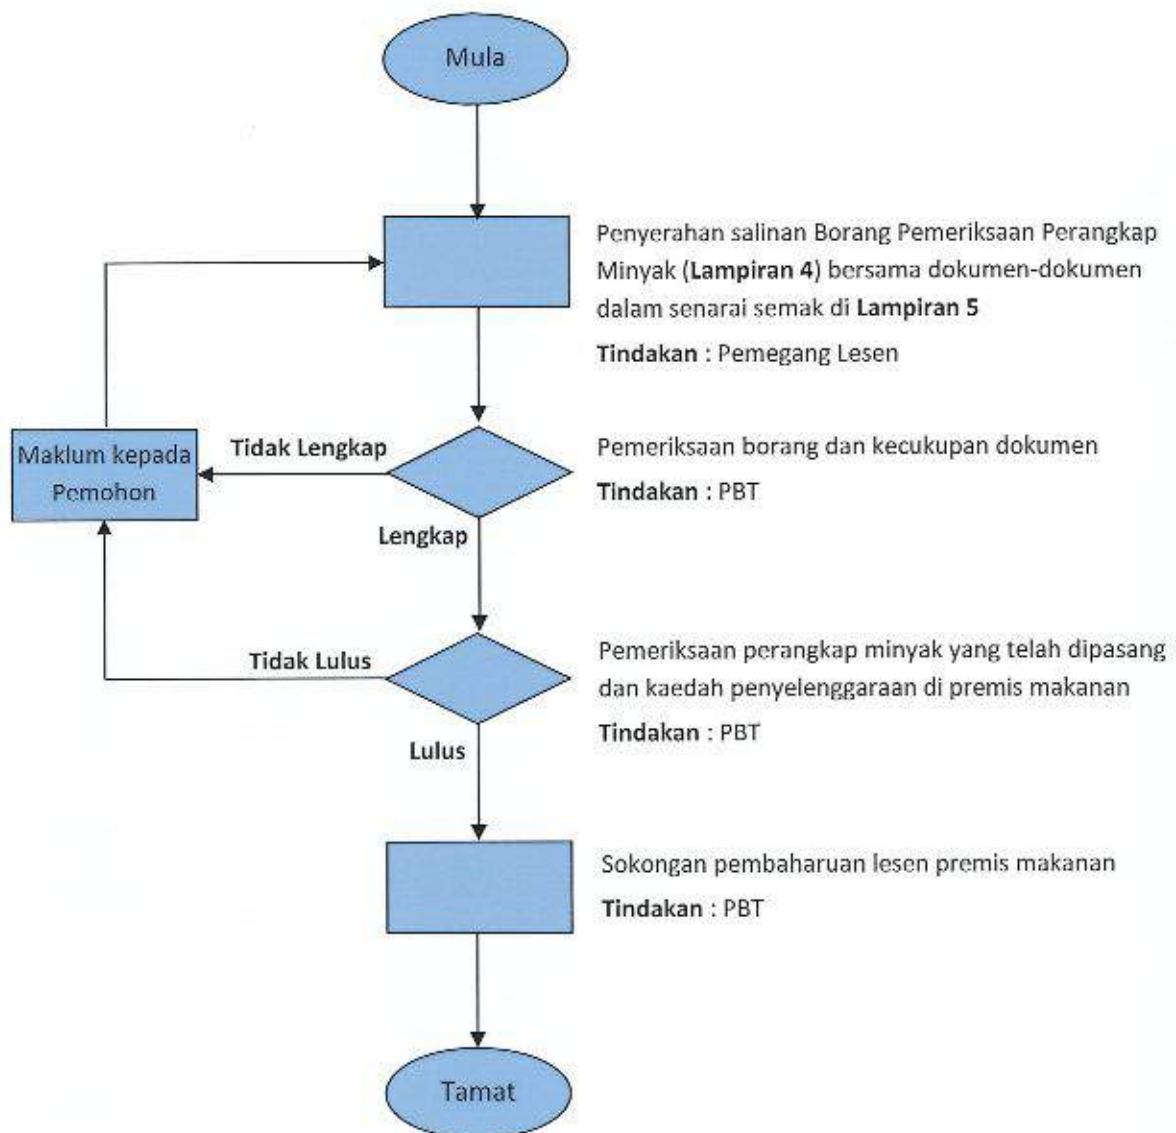 Mula
Penyerahan salinan Borang Pemeriksaan Perangkap
Minyak (Lampiran 4) bersama dokumen-dokumen
dalam senarai semak di Lampiran 5
Tindakan : Pemegang Lesen
Maklum kepada
Pemohon
Tidak Lengkap
Pemeriksaan borang dan kecukupan dokumen
Tindakan : PBT
Lengkap
Tidak Lulus
Pemeriksaan perangkap minyak yang telah dipasang
dan kaedah penyelenggaraan di premis makanan
Tindakan : PBT
Lulus
Sokongan pembaharuan lesen premis makanan
Tindakan : PBT
Tamat